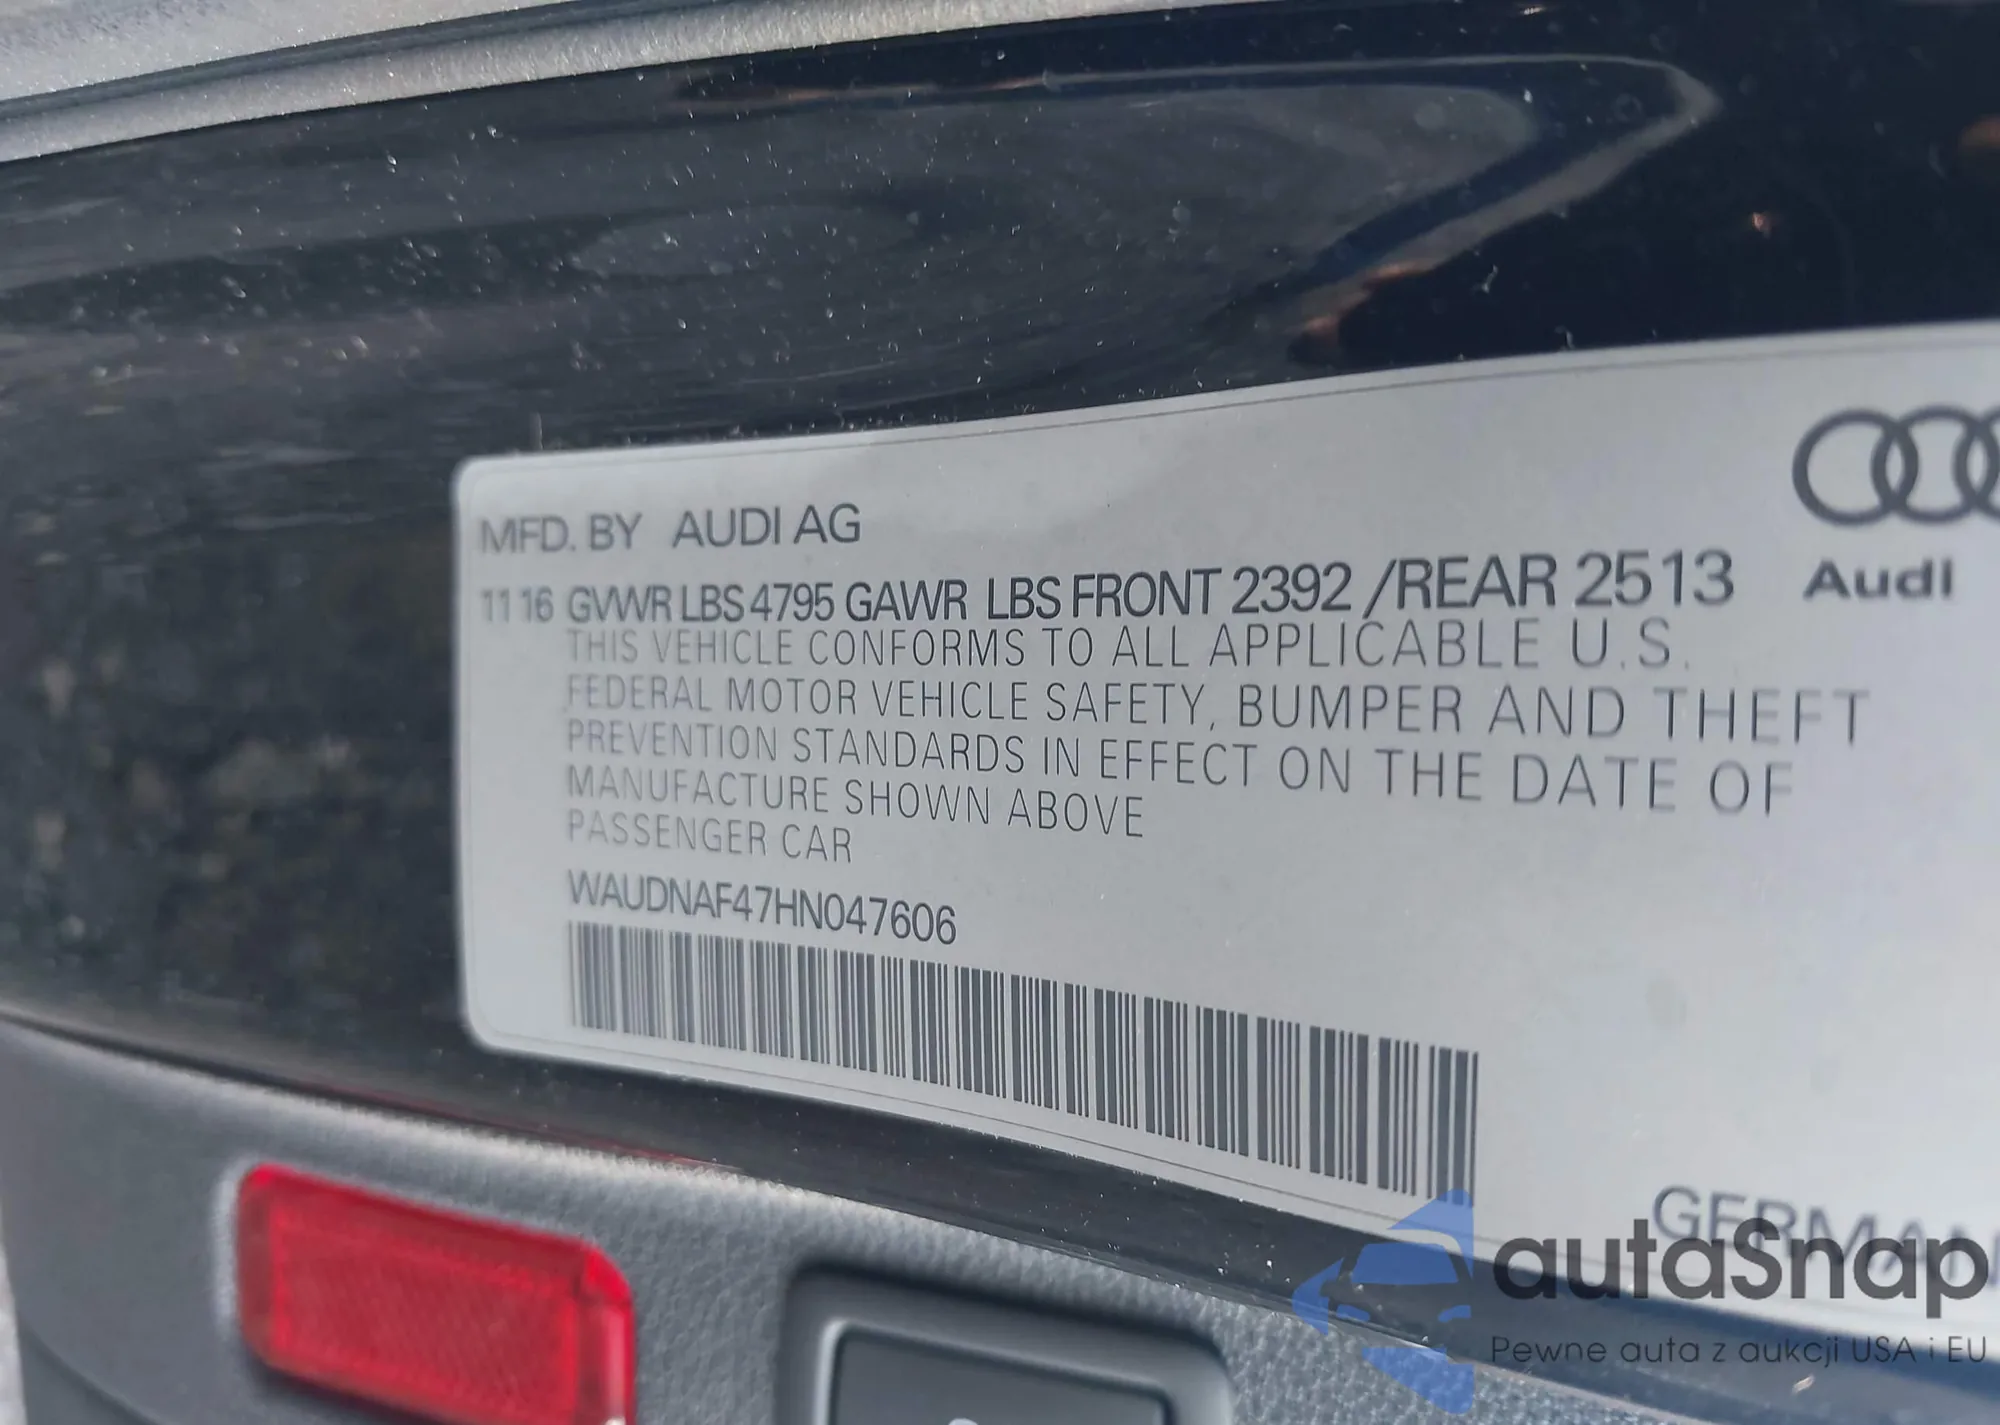 MFD. BY AUDI AG
11 16 GVWR LBS 4795 GAWR LBS FRONT 2392 /REAR 2513
Audi
THIS VEHICLE CONFORMS TO ALL APPLICABLE U.S.
FEDERAL MOTOR VEHICLE SAFETY, BUMPER AND THEFT
PREVENTION STANDARDS IN EFFECT ON THE DATE OF
MANUFACTURE SHOWN ABOVE
PASSENGER CAR
WAUDNAF47HN047606
GERMAN
autaSnap
Pewne auta z aukcji USA i EU